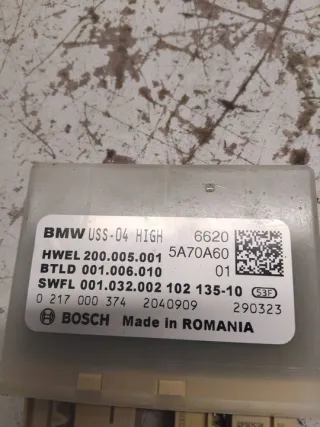 BMW USS-04 HIGH 6620
HWEL 200.005.001 5A70A60
BTLD 001.006.010 01
SWFL 001.032.002 102 135-10 53F
0 217 000 374 2040909 290323
BOSCH Made in ROMANIA